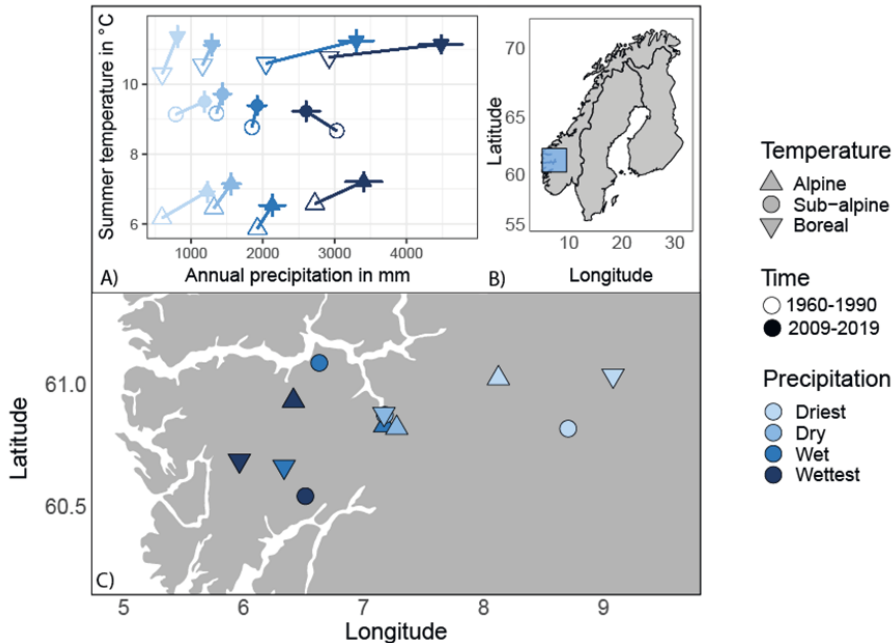 Summer temperature in °C
10
8
6
1000
2000
3000
4000
A)
Annual precipitation in mm
Latitude
70
65
60
55
10
20
30
B)
Longitude
Temperature
Alpine
Sub-alpine
Boreal
Time
1960-1990
2009-2019
Precipitation
Driest
Dry
Wet
Wettest
Latitude
61.0
60.5
C)
5
6
7
8
9
Longitude